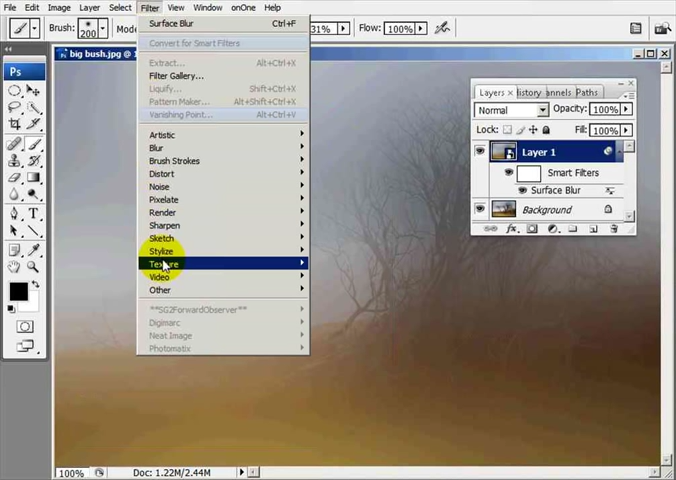 File Edit Image Layer Select Filter View Window onOne Help
Brush: 200 31% Flow: 100%
Surface Blur Ctrl+F
Convert for Smart Filters
Extract... Alt+Ctrl+X
Filter Gallery...
Liquify... Shift+Ctrl+X
Pattern Maker... Alt+Shift+Ctrl+X
Vanishing Point... Alt+Ctrl+V
Artistic
Blur
Brush Strokes
Distort
Noise
Pixelate
Render
Sharpen
Sketch
Stylize
Texture
Video
Other
**SG2ForwardObserver**
Digimarc
Neat Image
Photomatix
big bush.jpg @ 1
Ps
Layers × History annels Paths
Normal Opacity: 100%
Lock: Fill: 100%
Layer 1
Smart Filters
Surface Blur
Background
100% Doc: 1.22M/2.44M